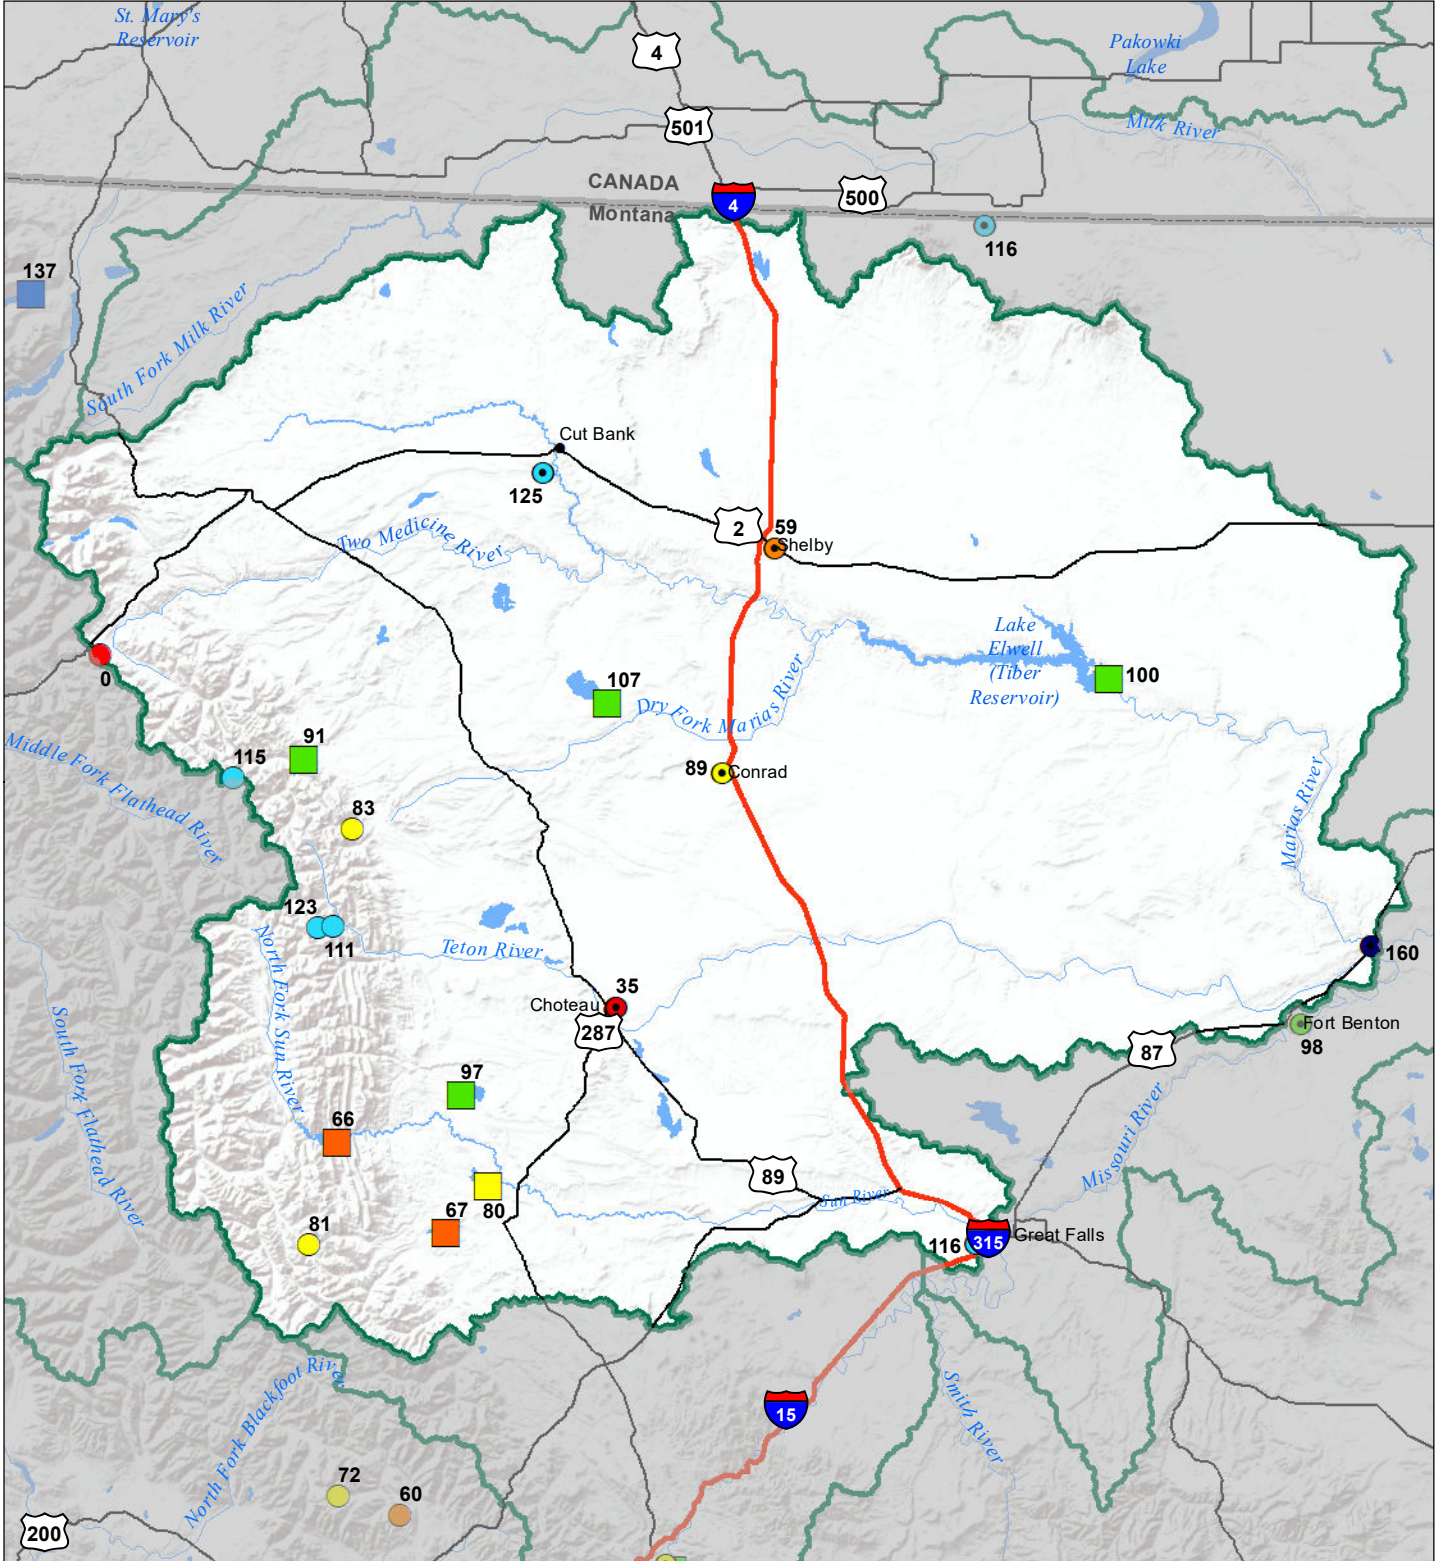 St. Mary's
Reservoir
4
Pakowki
Lake
501
Milk River
CANADA
Montana
4
500
116
137
South Fork Milk River
Cut Bank
125
2
59
Shelby
Two Medicine River
Lake
Elwell
(Tiber
Reservoir)
0
107
100
Dry Fork Marias River
Middle Fork Flathead River
91
115
89
Conrad
Marias River
83
123
111
North Fork Sun River
Teton River
160
35
Choteau
287
Fort Benton
98
87
South Fork Flathead River
97
66
Missouri River
89
80
Sun River
67
81
116
315
Great Falls
North Fork Blackfoot River
Smith River
15
72
60
200